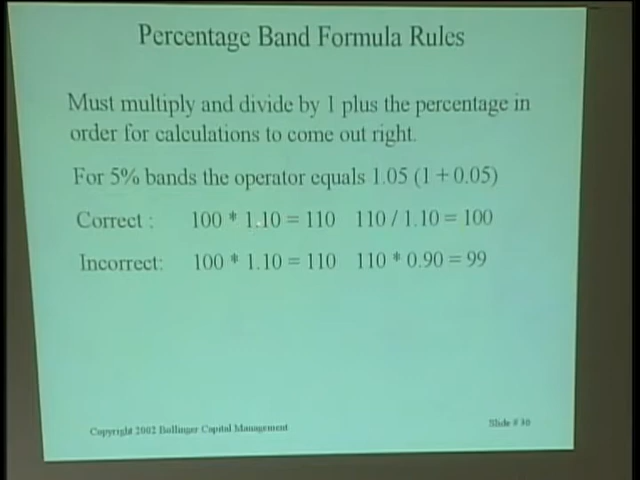 Percentage Band Formula Rules
Must multiply and divide by 1 plus the percentage in
order for calculations to come out right.
For 5% bands the operator equals 1.05 (1 + 0.05)
Correct : 100 * 1.10 = 110 110 / 1.10 = 100
Incorrect: 100 * 1.10 = 110 110 * 0.90 = 99
Copyright 2002 Bollinger Capital Management
Slide # 30